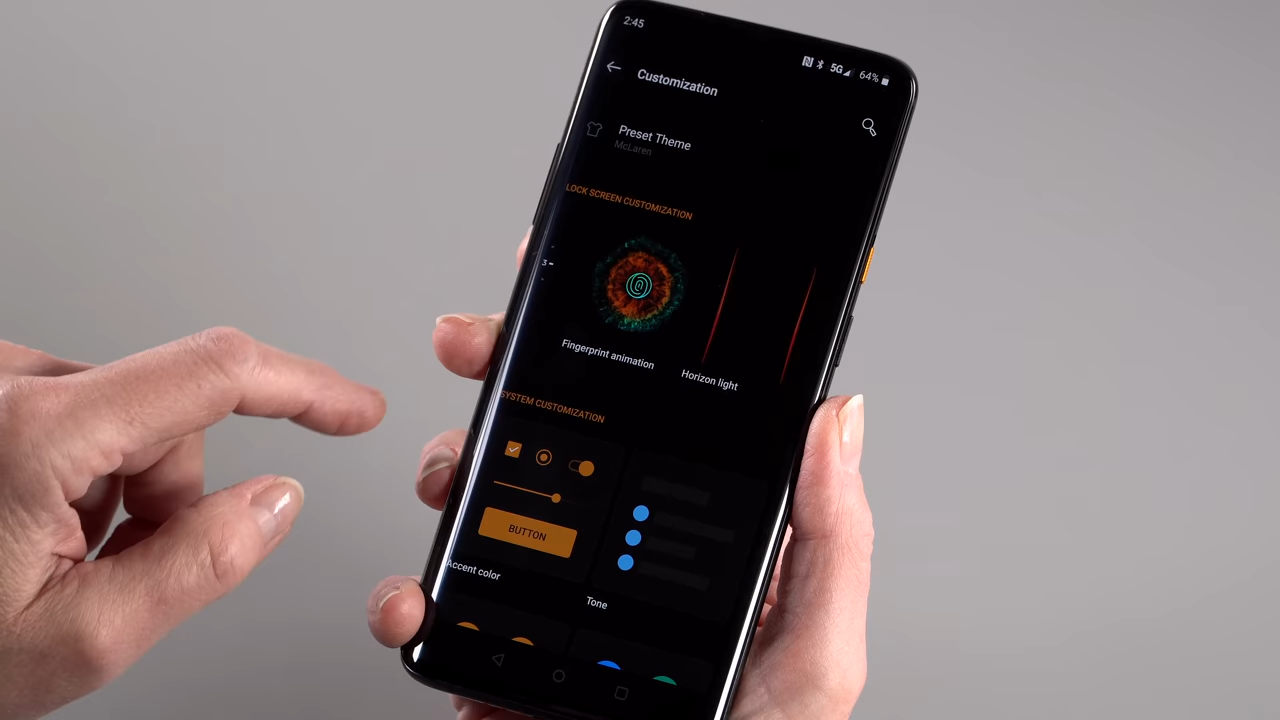 2:45
5G 64%
Customization
Preset Theme
McLaren
LOCK SCREEN CUSTOMIZATION
3
Fingerprint animation
Horizon light
SYSTEM CUSTOMIZATION
BUTTON
Accent color
Tone